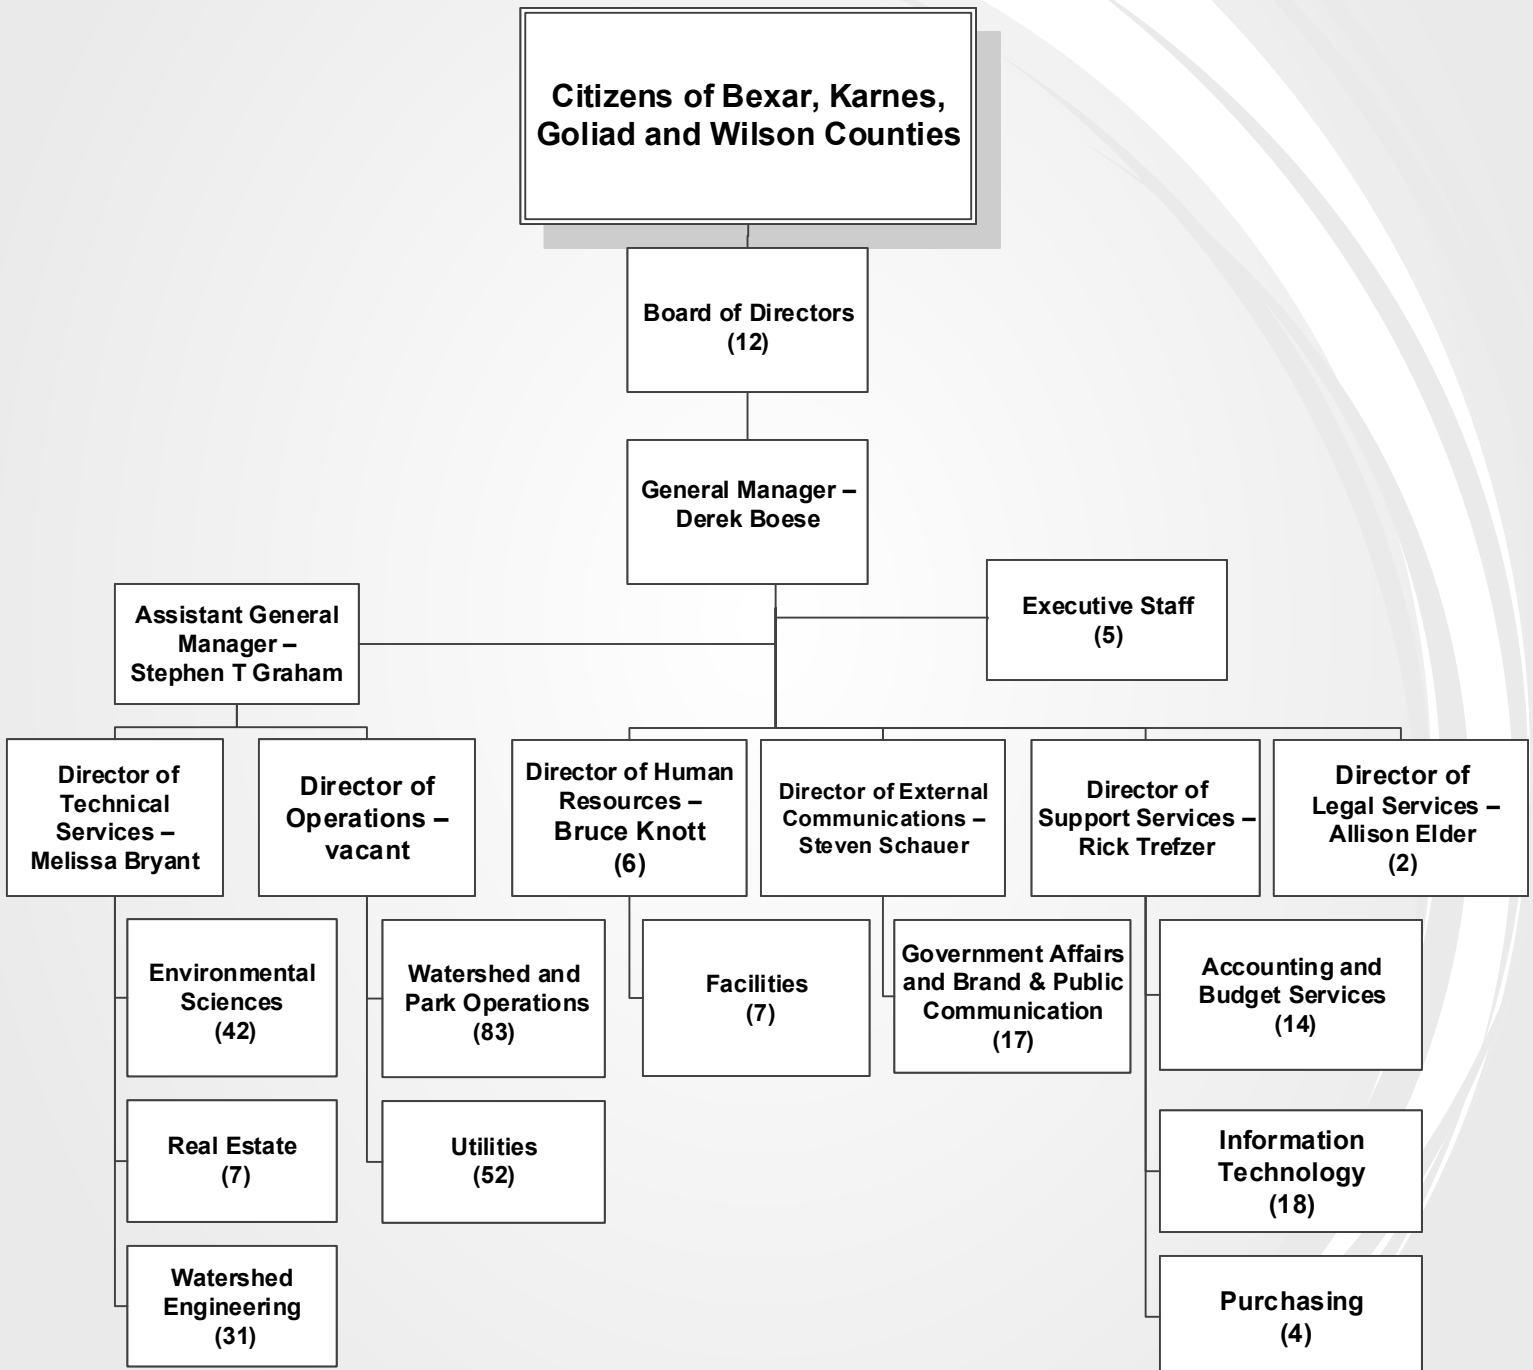 Citizens of Bexar, Karnes,
Goliad and Wilson Counties
Board of Directors
(12)
General Manager –
Derek Boese
Executive Staff
(5)
Assistant General
Manager –
Stephen T Graham
Director of
Technical
Services –
Melissa Bryant
Director of
Operations –
vacant
Director of Human
Resources –
Bruce Knott
(6)
Director of External
Communications –
Steven Schauer
Director of
Support Services –
Rick Trefzer
Director of
Legal Services –
Allison Elder
(2)
Environmental
Sciences
(42)
Watershed and
Park Operations
(83)
Facilities
(7)
Government Affairs
and Brand & Public
Communication
(17)
Accounting and
Budget Services
(14)
Real Estate
(7)
Utilities
(52)
Information
Technology
(18)
Watershed
Engineering
(31)
Purchasing
(4)